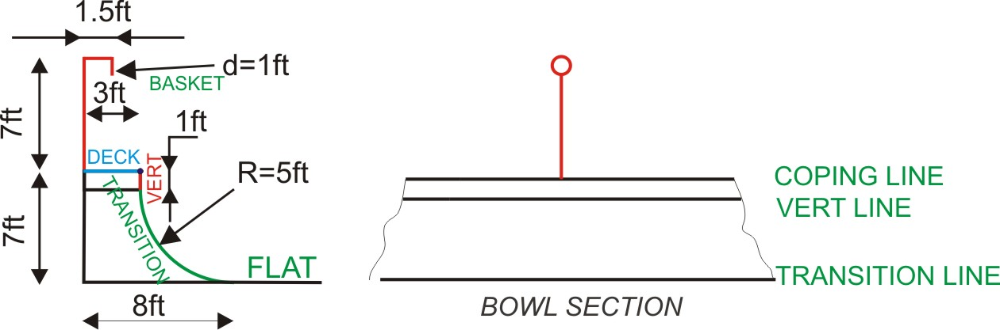 1.5ft
d=1ft
BASKET
3ft
7ft
1ft
DECK
VERT
R=5ft
TRANSITION
7ft
FLAT
8ft
COPING LINE
VERT LINE
TRANSITION LINE
BOWL SECTION